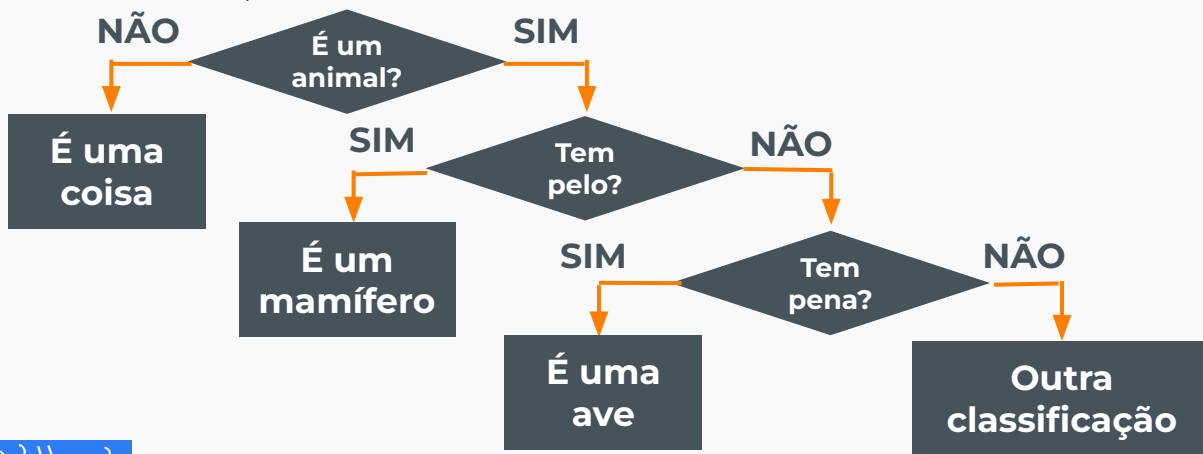 NÃO
É um
animal?
SIM
É uma
coisa
SIM
Tem
pelo?
NÃO
É um
mamífero
SIM
Tem
pena?
NÃO
É uma
ave
Outra
classificação